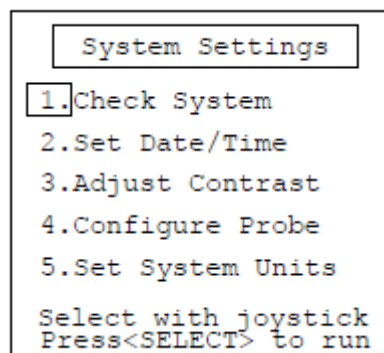 System Settings
1.Check System
2.Set Date/Time
3.Adjust Contrast
4.Configure Probe
5.Set System Units
Select with joystick
Press<SELECT> to run